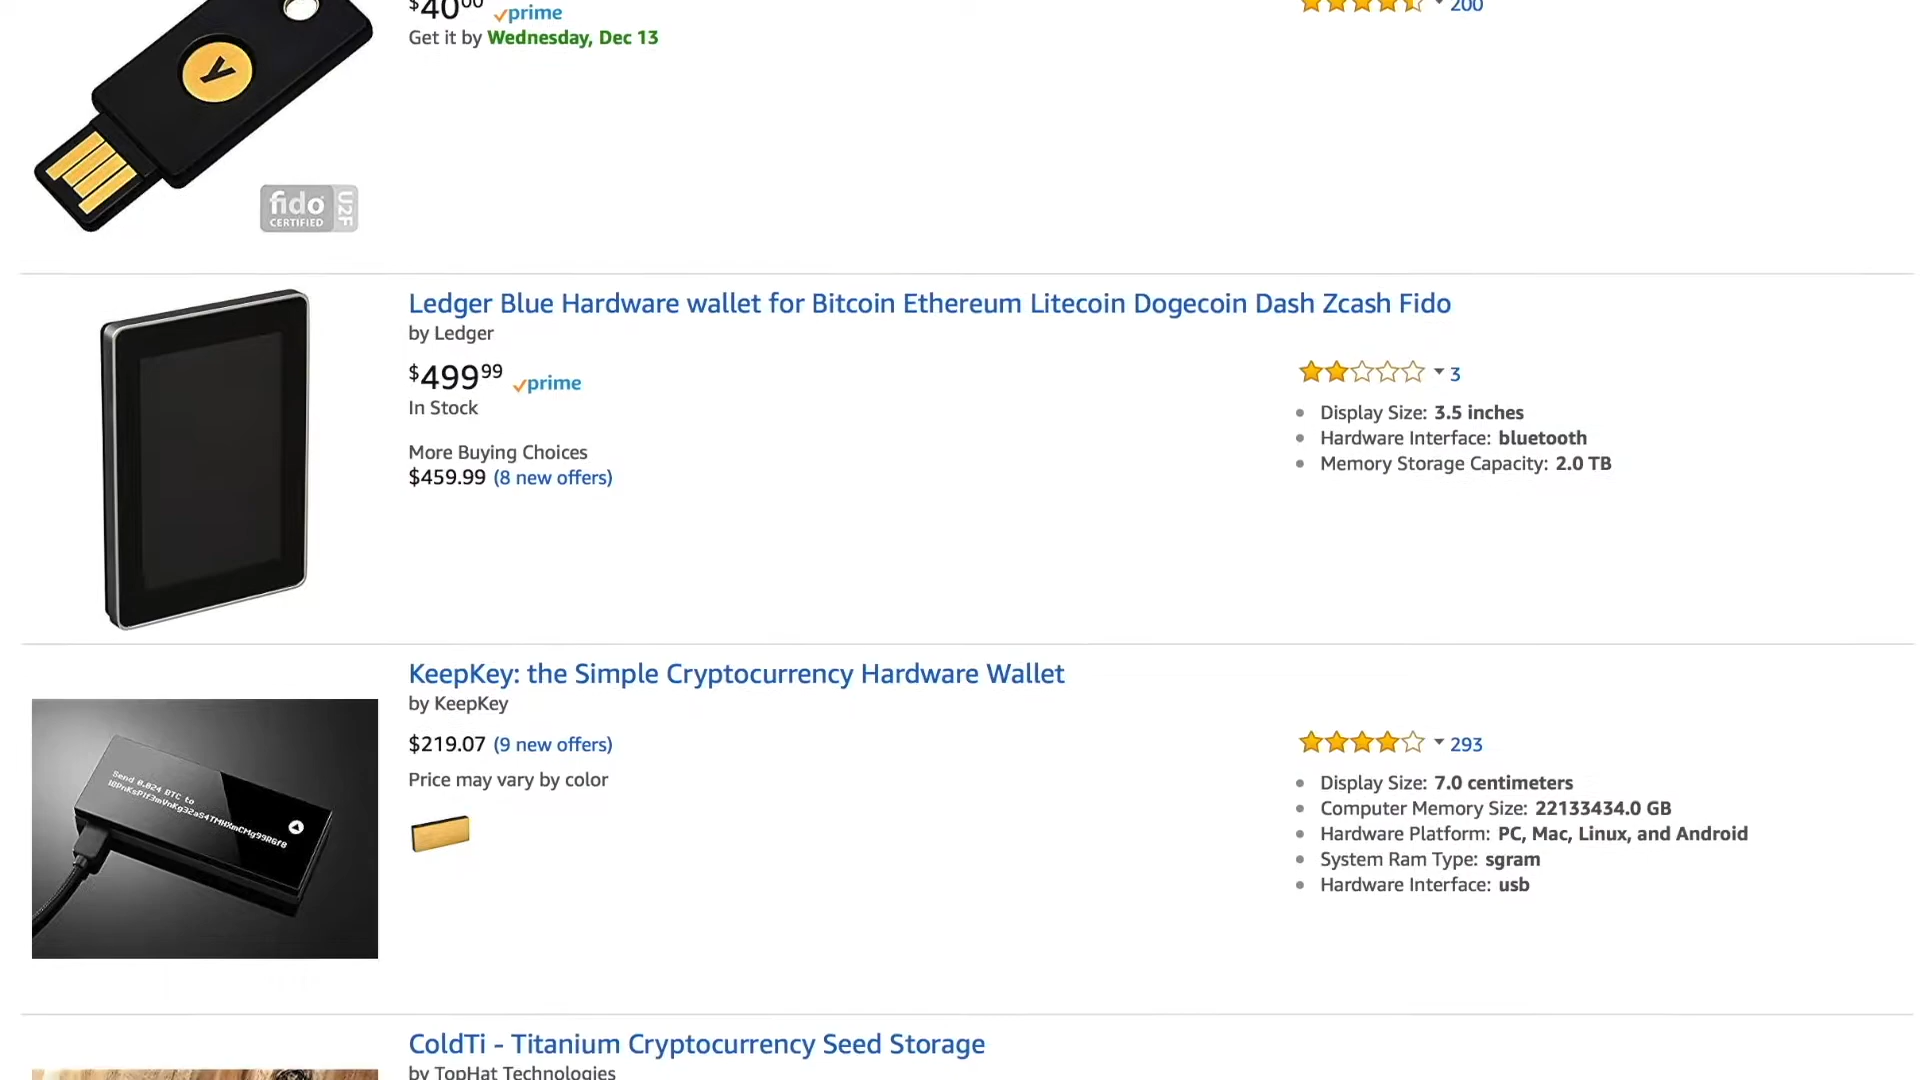 $40 00 prime
200
Get it by Wednesday, Dec 13
Y
fido
CERTIFIED
U2F
Ledger Blue Hardware wallet for Bitcoin Ethereum Litecoin Dogecoin Dash Zcash Fido
by Ledger
$499 99 prime
In Stock
More Buying Choices
$459.99 (8 new offers)
3
Display Size: 3.5 inches
Hardware Interface: bluetooth
Memory Storage Capacity: 2.0 TB
KeepKey: the Simple Cryptocurrency Hardware Wallet
by KeepKey
$219.07 (9 new offers)
Price may vary by color
Send 0.024 BTC to
293
Display Size: 7.0 centimeters
Computer Memory Size: 22133434.0 GB
Hardware Platform: PC, Mac, Linux, and Android
System Ram Type: sgram
Hardware Interface: usb
ColdTi - Titanium Cryptocurrency Seed Storage
by TopHat Technologies